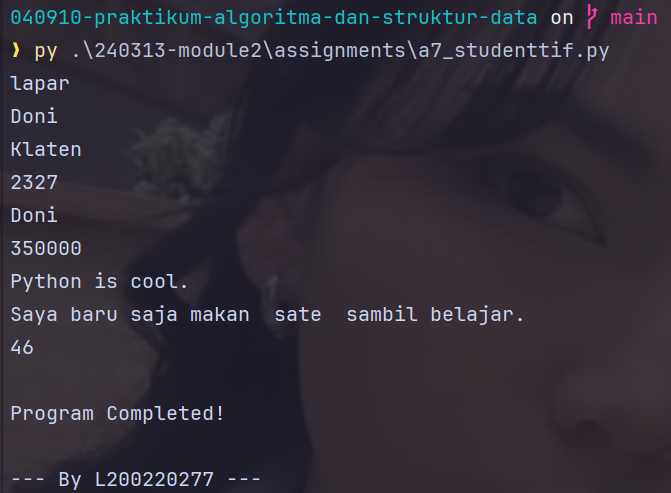 040910-praktikum-algoritma-dan-struktur-data on main
❯ py .\240313-module2\assignments\a7_studenttif.py
lapar
Doni
Klaten
2327
Doni
350000
Python is cool.
Saya baru saja makan  sate  sambil belajar.
46
Program Completed!
--- By L200220277 ---